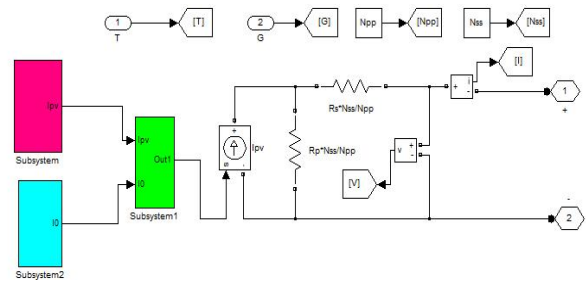 1
[T]
2
[G]
Npp
[Npp]
Nss
[Nss]
T
G
[I]
Ipv
+
i
-
1
+
Rs*Nss/Npp
Ipv
Out1
+
Ipv
s
-
Rp*Nss/Npp
v
+
-
Subsystem
I0
[V]
Subsystem1
I0
-
2
Subsystem2